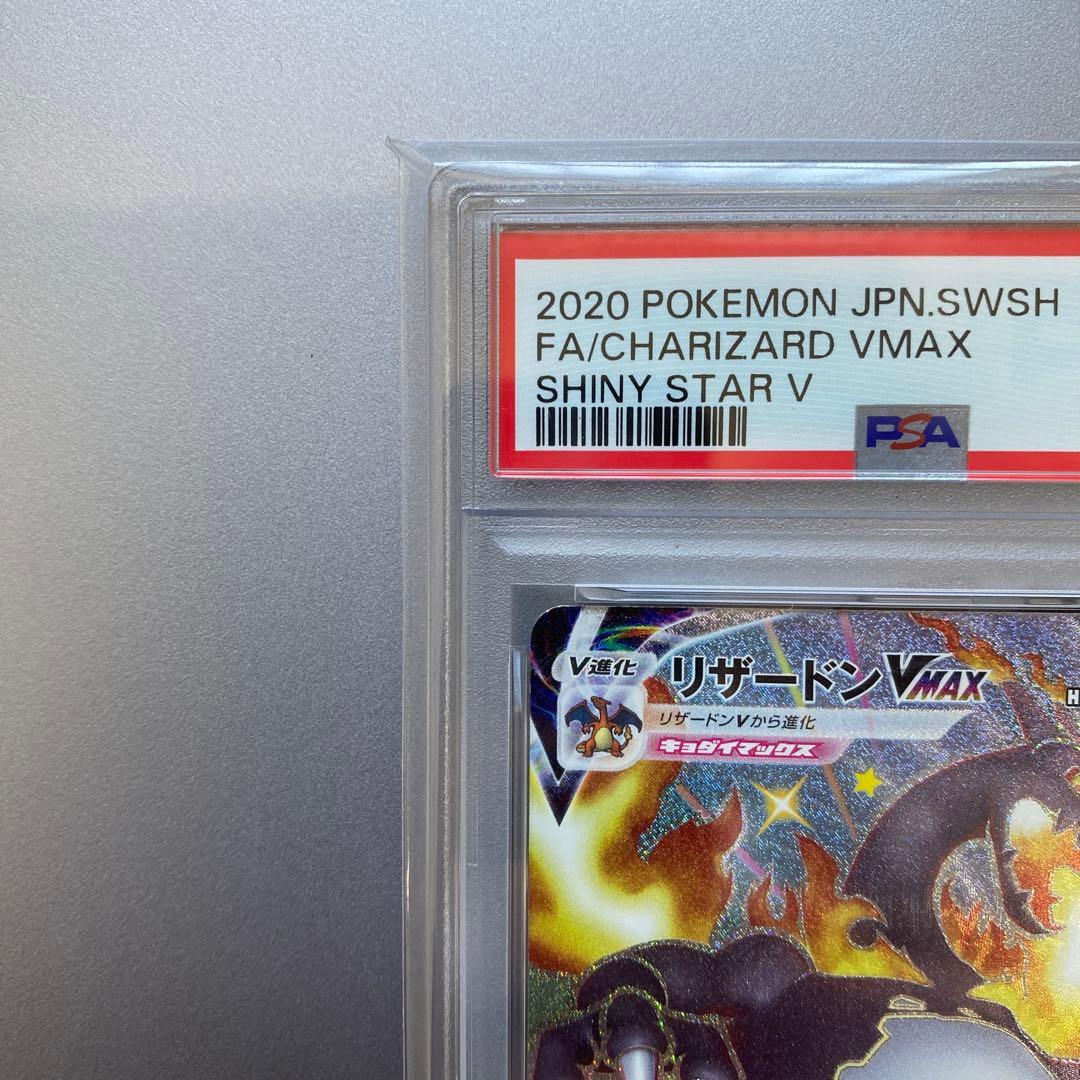 2020 POKEMON JPN.SWSH
FA/CHARIZARD VMAX
SHINY STAR V
PSA
V進化
リザードンVMAX
リザードンVから進化
キョダイマックス
H